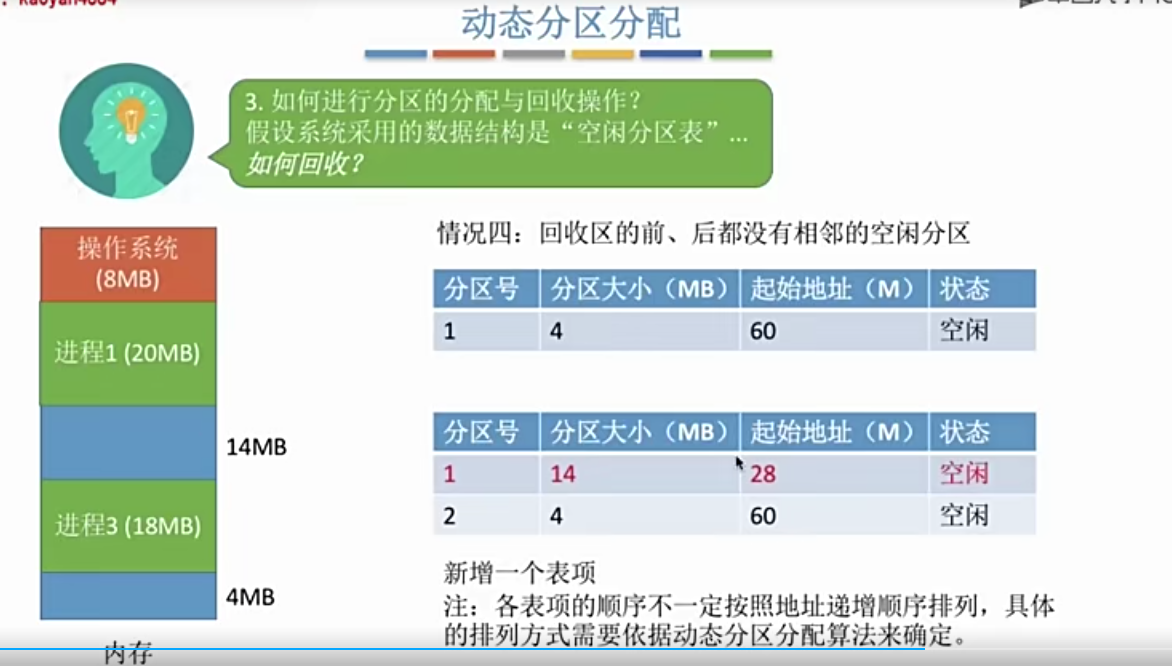 动态分区分配
3. 如何进行分区的分配与回收操作？
假设系统采用的数据结构是“空闲分区表”...
如何回收？
操作系统
(8MB)
进程1 (20MB)
14MB
进程3 (18MB)
4MB
内存
情况四：回收区的前、后都没有相邻的空闲分区
分区号 分区大小（MB） 起始地址（M） 状态
1 4 60 空闲
分区号 分区大小（MB） 起始地址（M） 状态
1 14 28 空闲
2 4 60 空闲
新增一个表项
注：各表项的顺序不一定按照地址递增顺序排列，具体
的排列方式需要依据动态分区分配算法来确定。